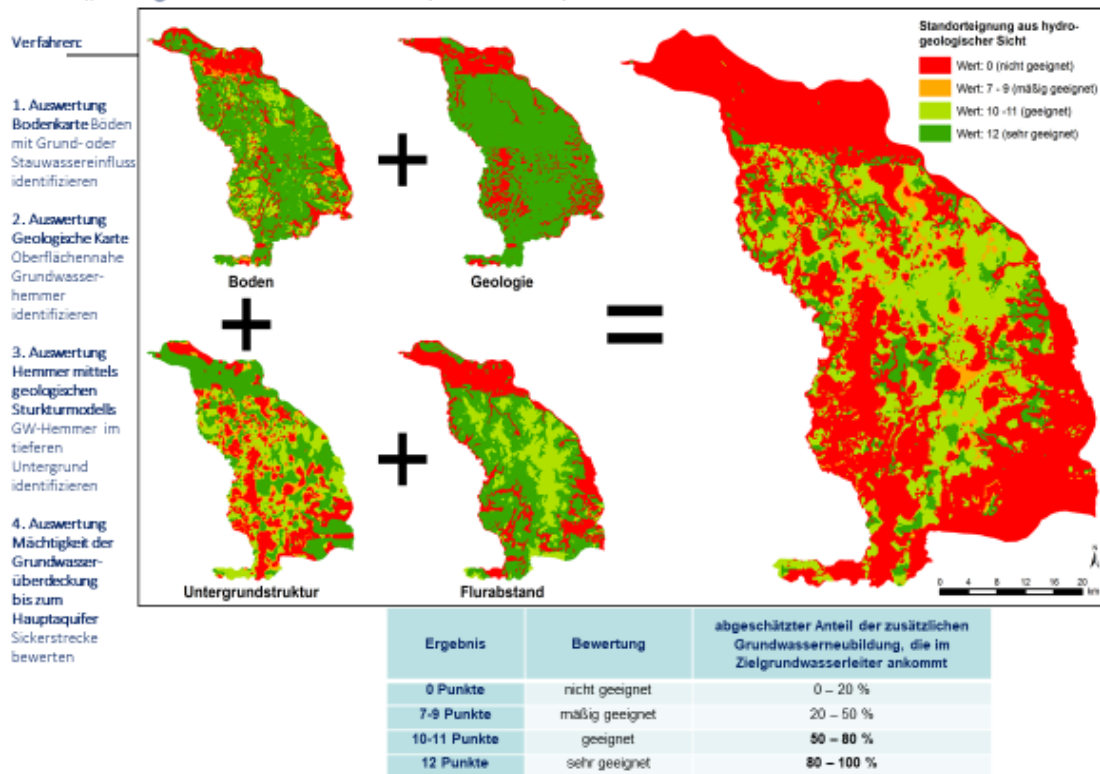 Verfahren:
1. Auswertung
Bodenkarte Böden
mit Grund- oder
Stauwassereinfluss
identifizieren
2. Auswertung
Geologische Karte
Oberflächennahe
Grundwasser-
hemmer
identifizieren
3. Auswertung
Hemmer mittels
geologischen
Sturkturmodells
GW-Hemmer im
tieferen
Untergrund
identifizieren
4. Auswertung
Mächtigkeit der
Grundwasser-
überdeckung
bis zum
Hauptaquifer
Sickerstrecke
bewerten
Boden
+
Geologie
+
Untergrundstruktur
+
Flurabstand
=
Standorteignung aus hydro-
geologischer Sicht
Wert: 0 (nicht geeignet)
Wert: 7 - 9 (mäßig geeignet)
Wert: 10 -11 (geeignet)
Wert: 12 (sehr geeignet)
N
0 4 8 12 16 20
km
Ergebnis
Bewertung
abgeschätzter Anteil der zusätzlichen
Grundwasserneubildung, die im
Zielgrundwasserleiter ankommt
0 Punkte nicht geeignet 0 – 20 %
7-9 Punkte mäßig geeignet 20 – 50 %
10-11 Punkte geeignet 50 – 80 %
12 Punkte sehr geeignet 80 – 100 %